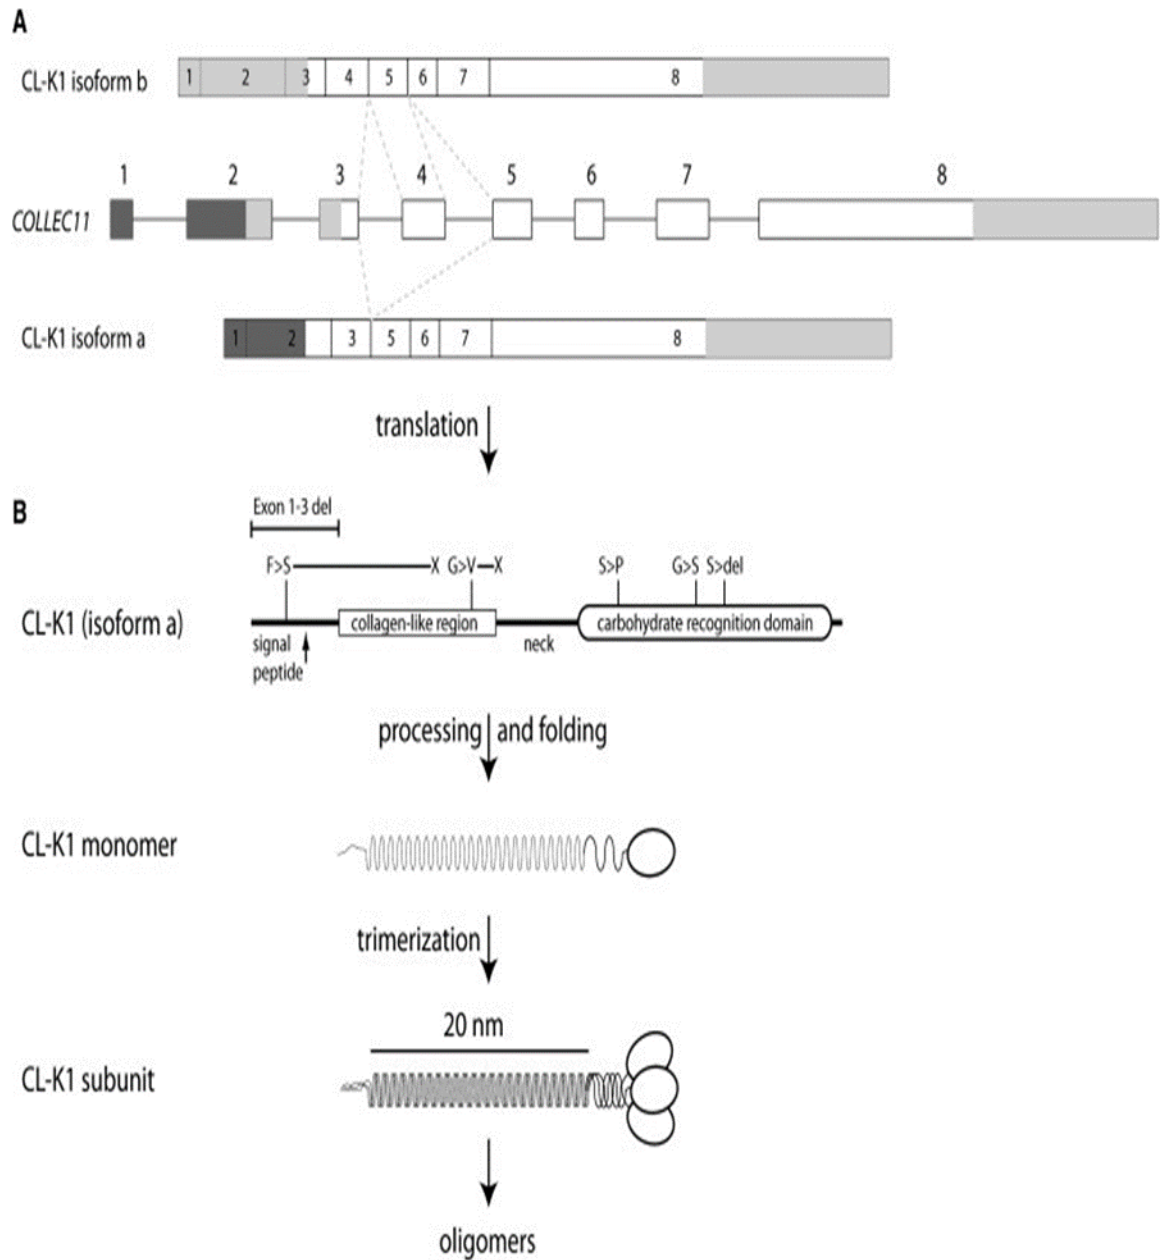 A
CL-K1 isoform b
1 2 3 4 5 6 7 8
1 2 3 4 5 6 7 8
COLLEC11
CL-K1 isoform a
1 2 3 5 6 7 8
translation
B
Exon 1-3 del
F>S X G>V X S>P G>S S>del
CL-K1 (isoform a)
collagen-like region
carbohydrate recognition domain
signal
peptide
neck
processing and folding
CL-K1 monomer
trimerization
20 nm
CL-K1 subunit
oligomers